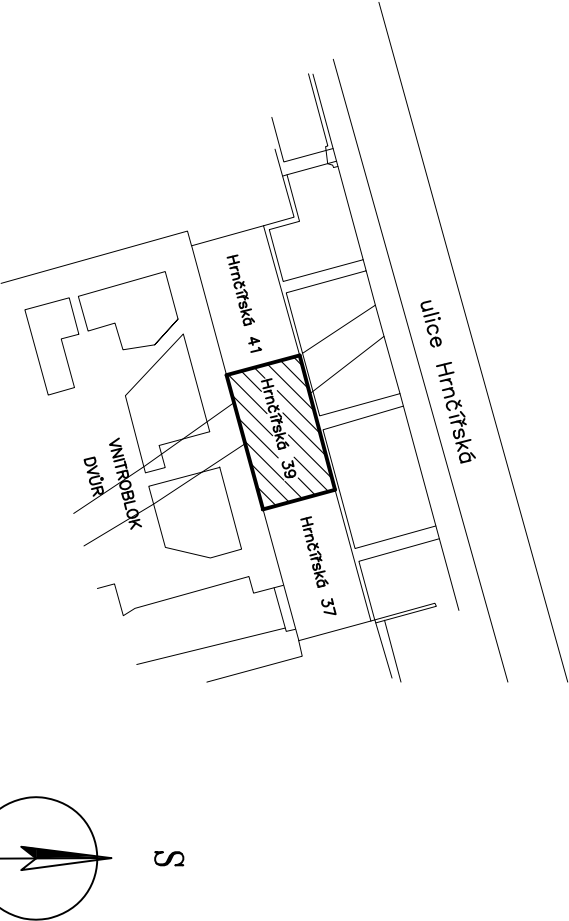 ulice Hrnčířská
Hrnčířská 41
Hrnčířská 39
Hrnčířská 37
VNITROBLOK
DVŮR
S